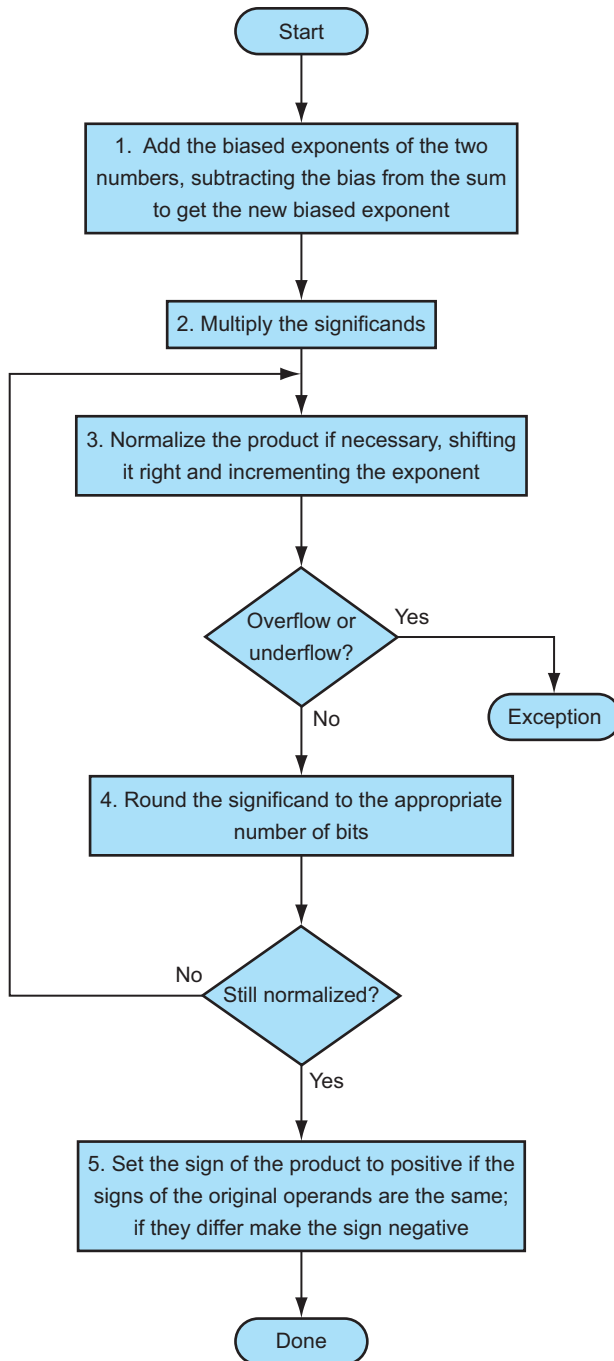 Start
1. Add the biased exponents of the two
numbers, subtracting the bias from the sum
to get the new biased exponent
2. Multiply the significands
3. Normalize the product if necessary, shifting
it right and incrementing the exponent
Overflow or
underflow?
Yes
No
Exception
4. Round the significand to the appropriate
number of bits
No
Still normalized?
Yes
5. Set the sign of the product to positive if the
signs of the original operands are the same;
if they differ make the sign negative
Done